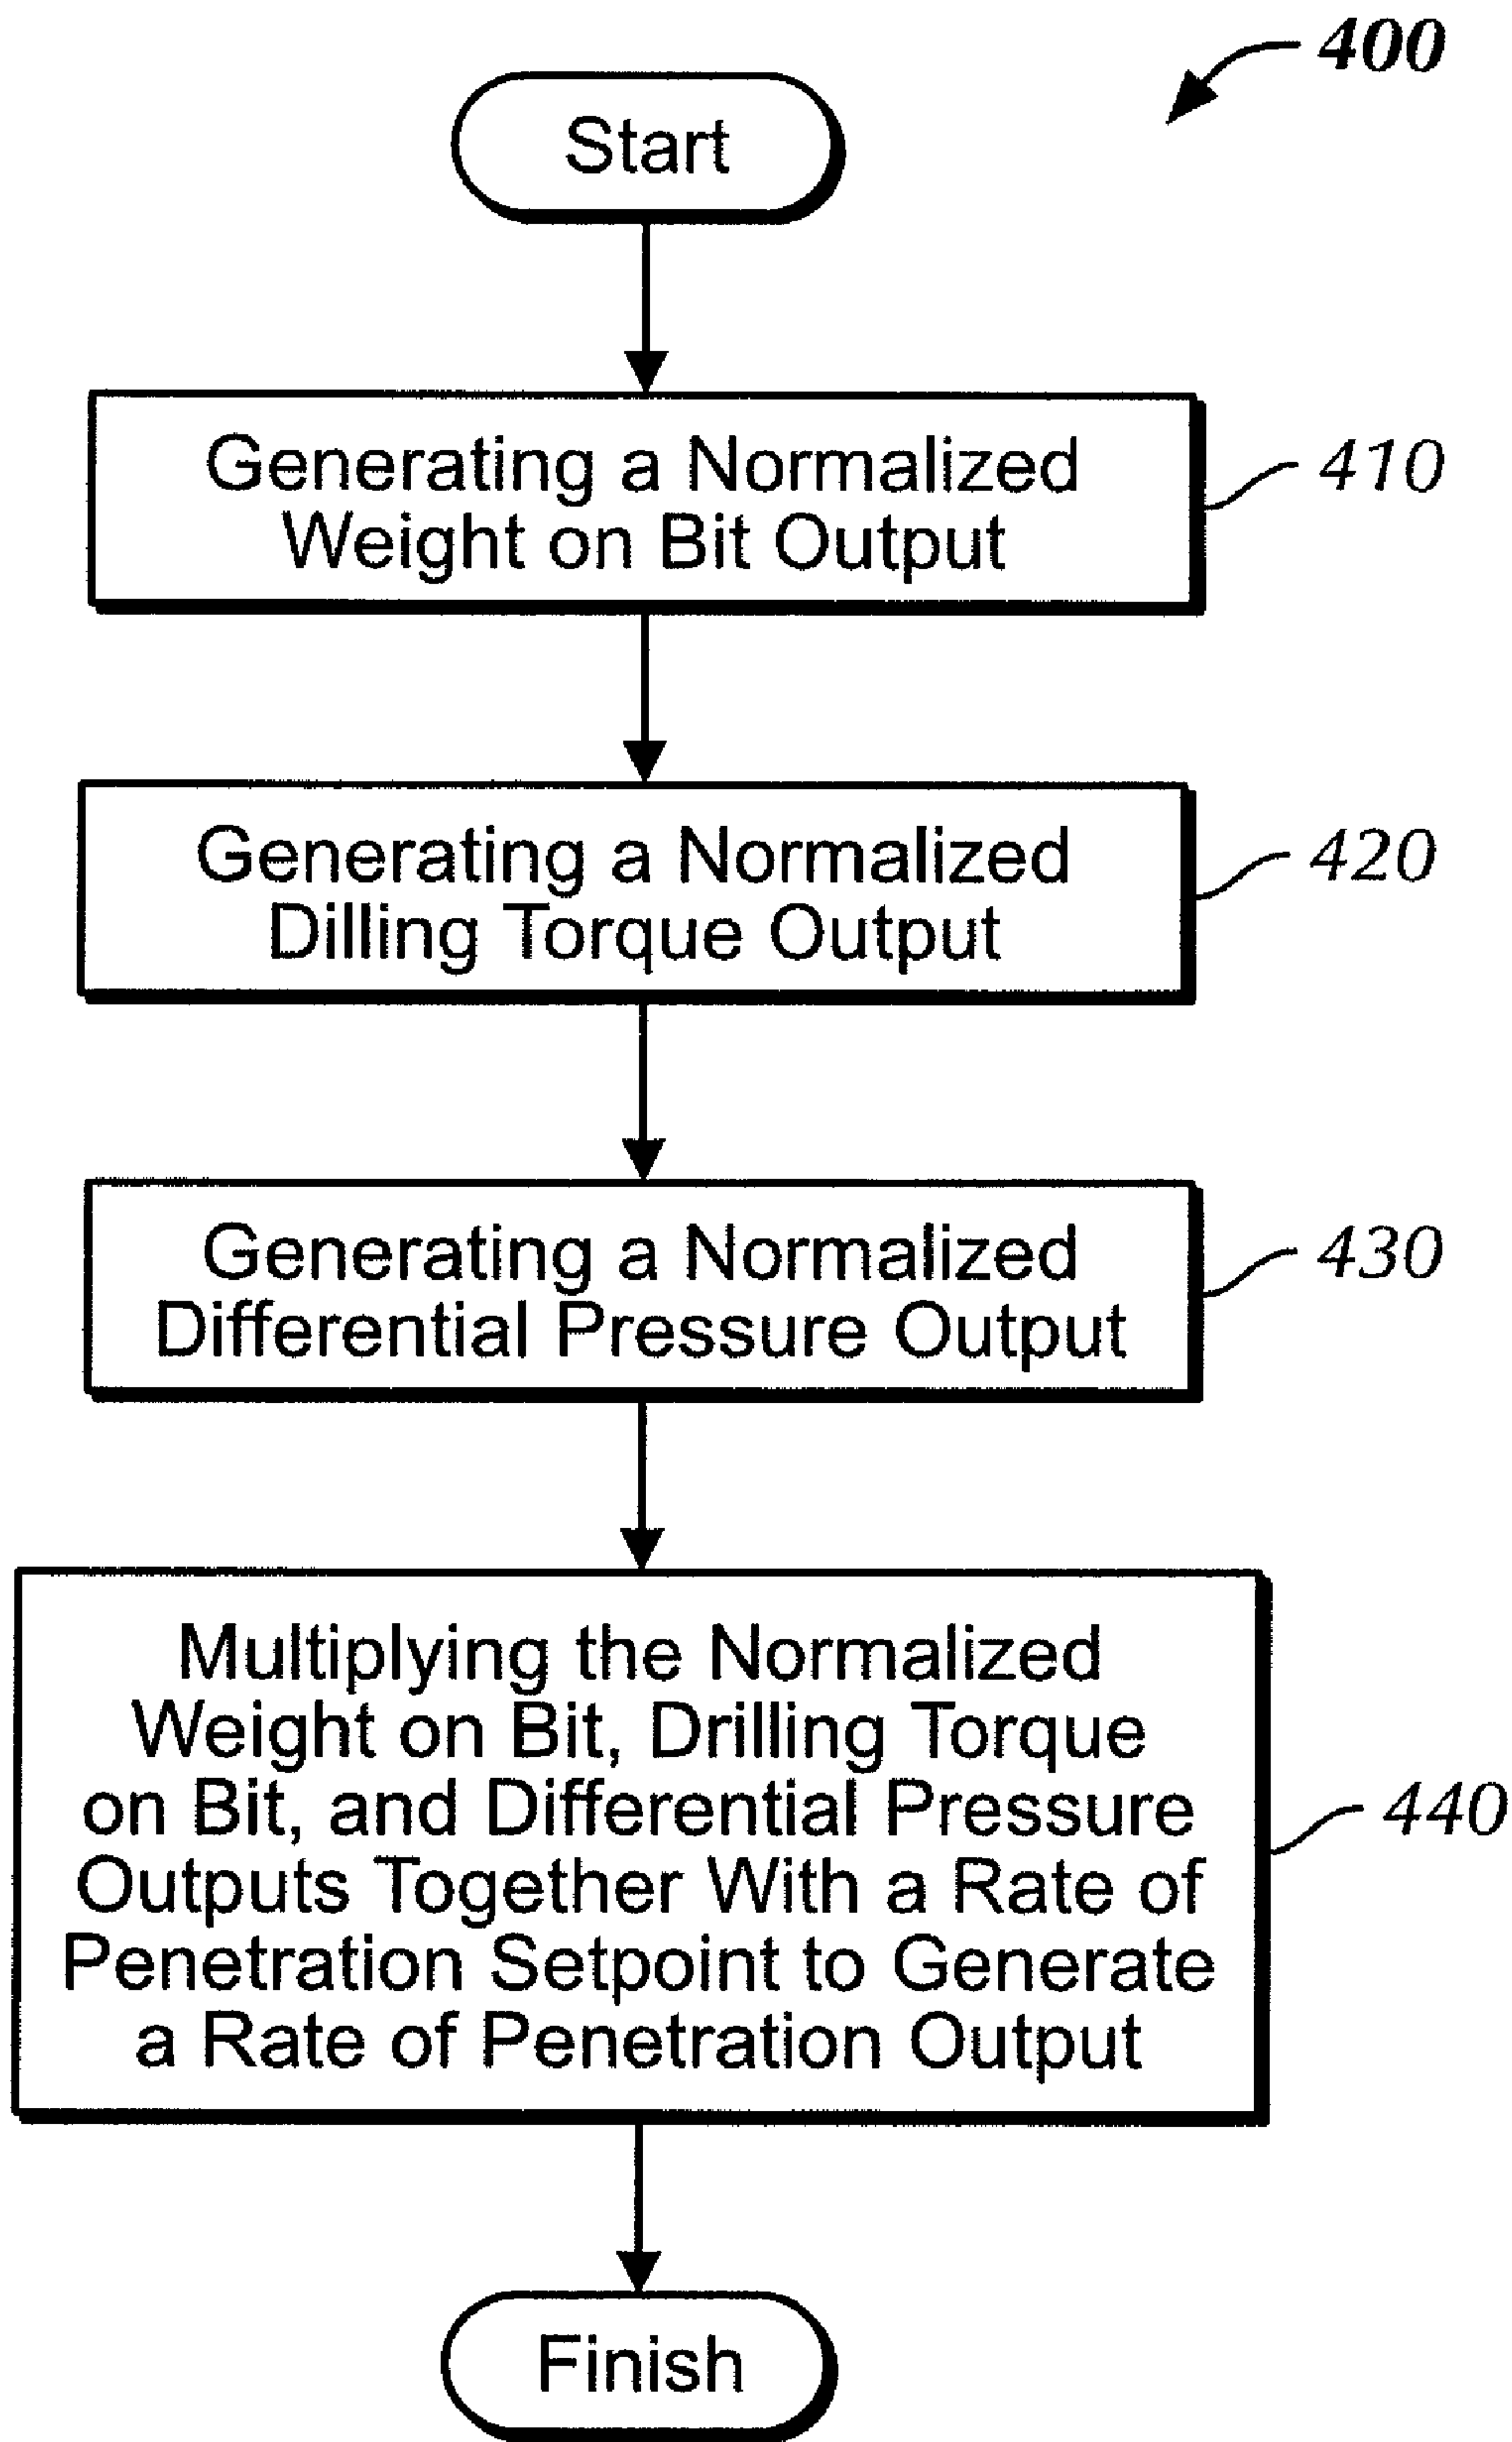 400
Start
Generating a Normalized
Weight on Bit Output
410
Generating a Normalized
Dilling Torque Output
420
Generating a Normalized
Differential Pressure Output
430
Multiplying the Normalized
Weight on Bit, Drilling Torque
on Bit, and Differential Pressure
Outputs Together With a Rate of
Penetration Setpoint to Generate
a Rate of Penetration Output
440
Finish